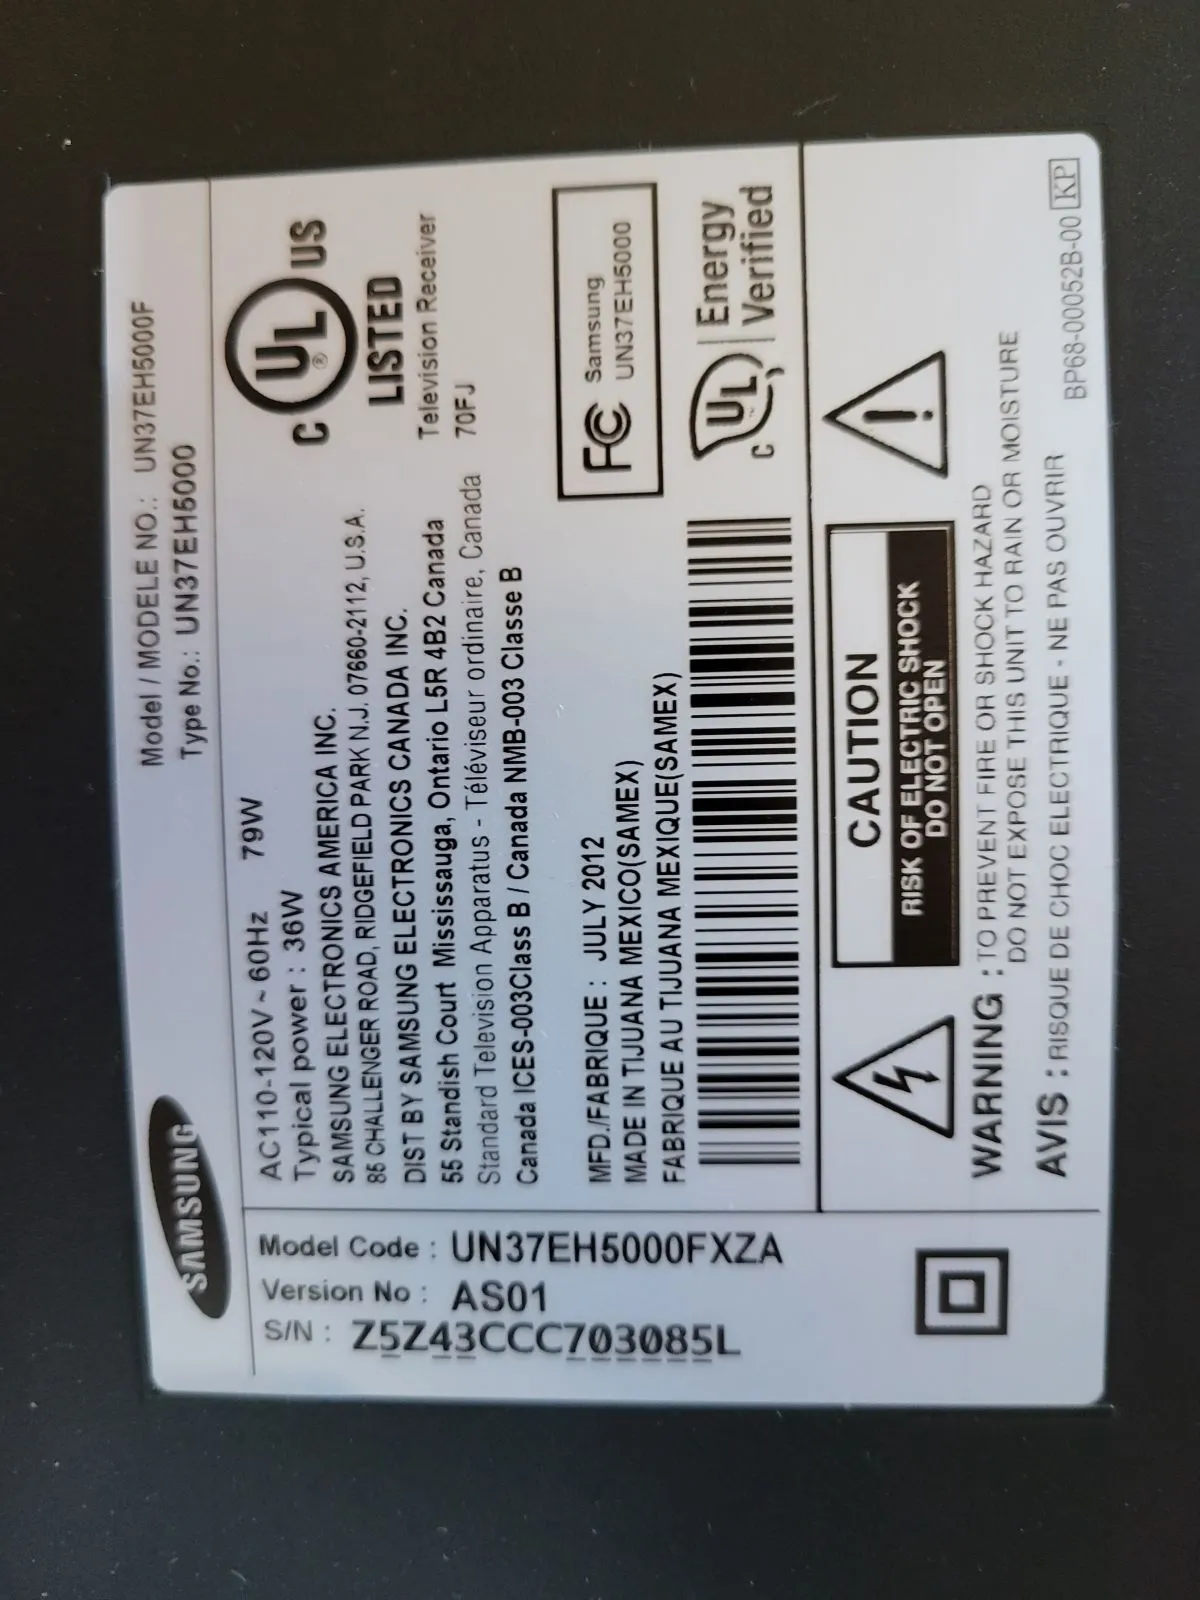 SAMSUNG
Model / MODELE NO.: UN37EH5000F
Type No.: UN37EH5000
AC110-120V~60Hz 79W
Typical power : 36W
SAMSUNG ELECTRONICS AMERICA INC.
85 CHALLENGER ROAD, RIDGEFIELD PARK N.J. 07660-2112, U.S.A.
DIST BY SAMSUNG ELECTRONICS CANADA INC.
55 Standish Court Mississauga, Ontario L5R 4B2 Canada
Standard Television Apparatus - Téléviseur ordinaire, Canada
Canada ICES-003Class B / Canada NMB-003 Classe B
C UL ® US
LISTED
Television Receiver
70FJ
MFD./FABRIQUE : JULY 2012
MADE IN TIJUANA MEXICO(SAMEX)
FABRIQUE AU TIJUANA MEXIQUE(SAMEX)
FC Samsung
UN37EH5000
C UL Energy
Verified
CAUTION
RISK OF ELECTRIC SHOCK
DO NOT OPEN
WARNING : TO PREVENT FIRE OR SHOCK HAZARD
DO NOT EXPOSE THIS UNIT TO RAIN OR MOISTURE
AVIS : RISQUE DE CHOC ELECTRIQUE - NE PAS OUVRIR
BP68-00052B-00 KP
Model Code : UN37EH5000FXZA
Version No : AS01
S/N : Z5Z43CCC703085L